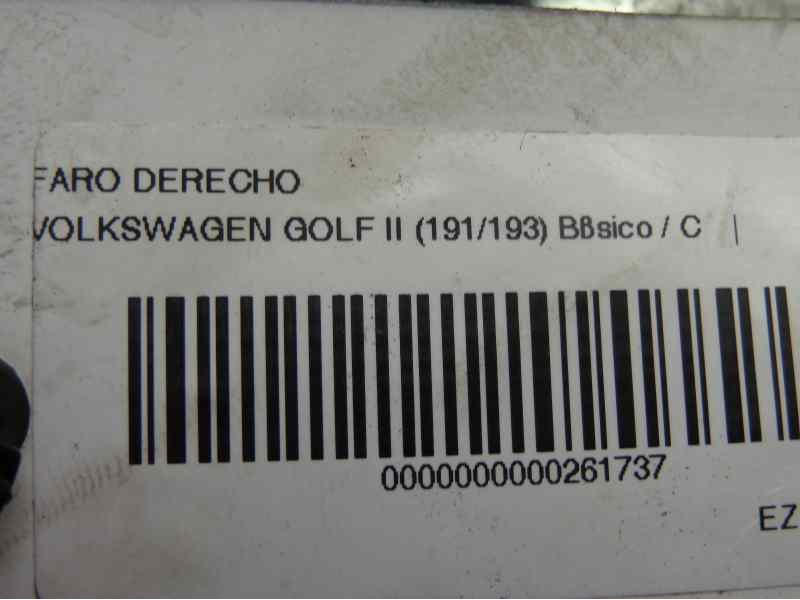 FARO DERECHO
VOLKSWAGEN GOLF II (191/193) Bßsico / C |
0000000000261737
EZ